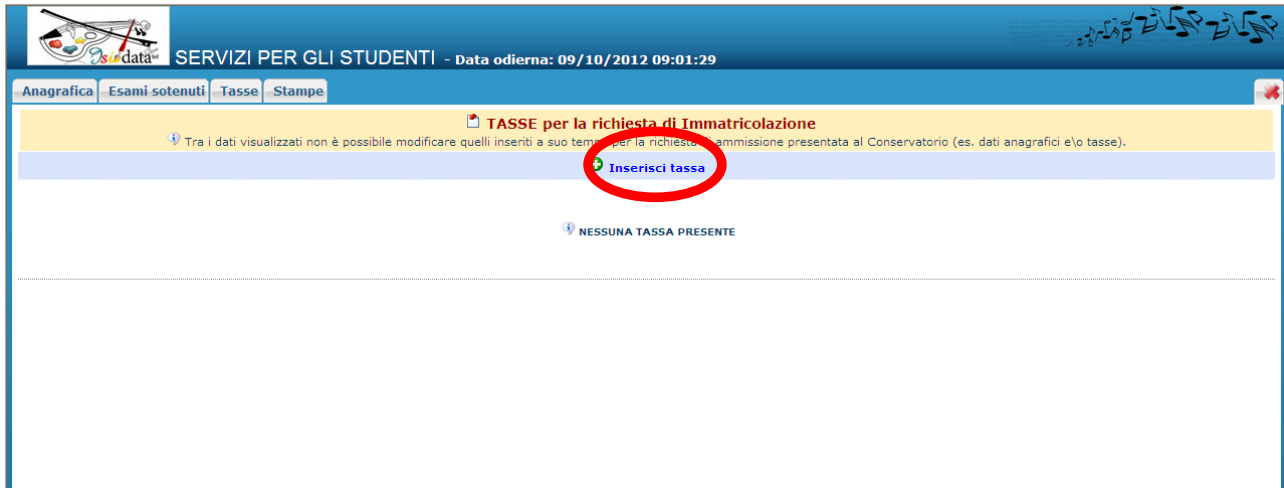 Isidata srl SERVIZI PER GLI STUDENTI - Data odierna: 09/10/2012 09:01:29
Anagrafica Esami sotenuti Tasse Stampe
TASSE per la richiesta di Immatricolazione
Tra i dati visualizzati non è possibile modificare quelli inseriti a suo tempo per la richiesta di ammissione presentata al Conservatorio (es. dati anagrafici e\o tasse).
Inserisci tassa
NESSUNA TASSA PRESENTE